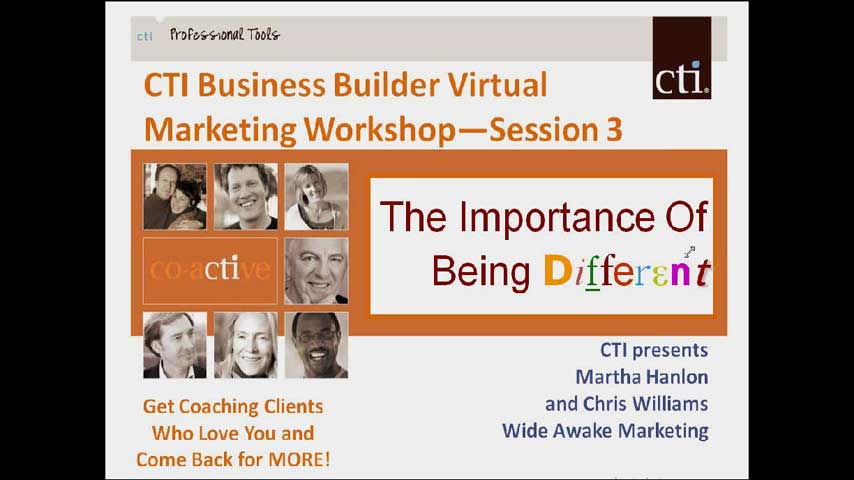 cti Professional Tools
cti®
CTI Business Builder Virtual
Marketing Workshop—Session 3
co-active
The Importance Of
Being Different
CTI presents
Martha Hanlon
and Chris Williams
Wide Awake Marketing
Get Coaching Clients
Who Love You and
Come Back for MORE!